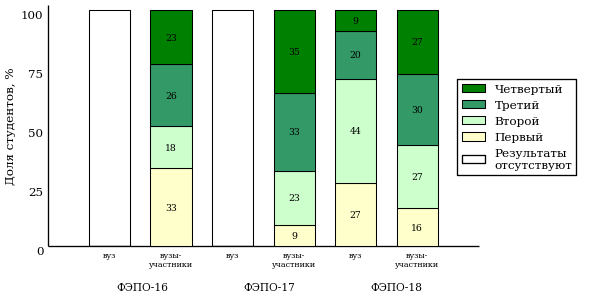 100
75
50
25
0
Доля студентов, %
23
26
18
33
35
33
23
9
9
20
44
27
27
30
27
16
вуз
вузы-
участники
вуз
вузы-
участники
вуз
вузы-
участники
ФЭПО-16
ФЭПО-17
ФЭПО-18
Четвертый
Третий
Второй
Первый
Результаты
отсутствуют